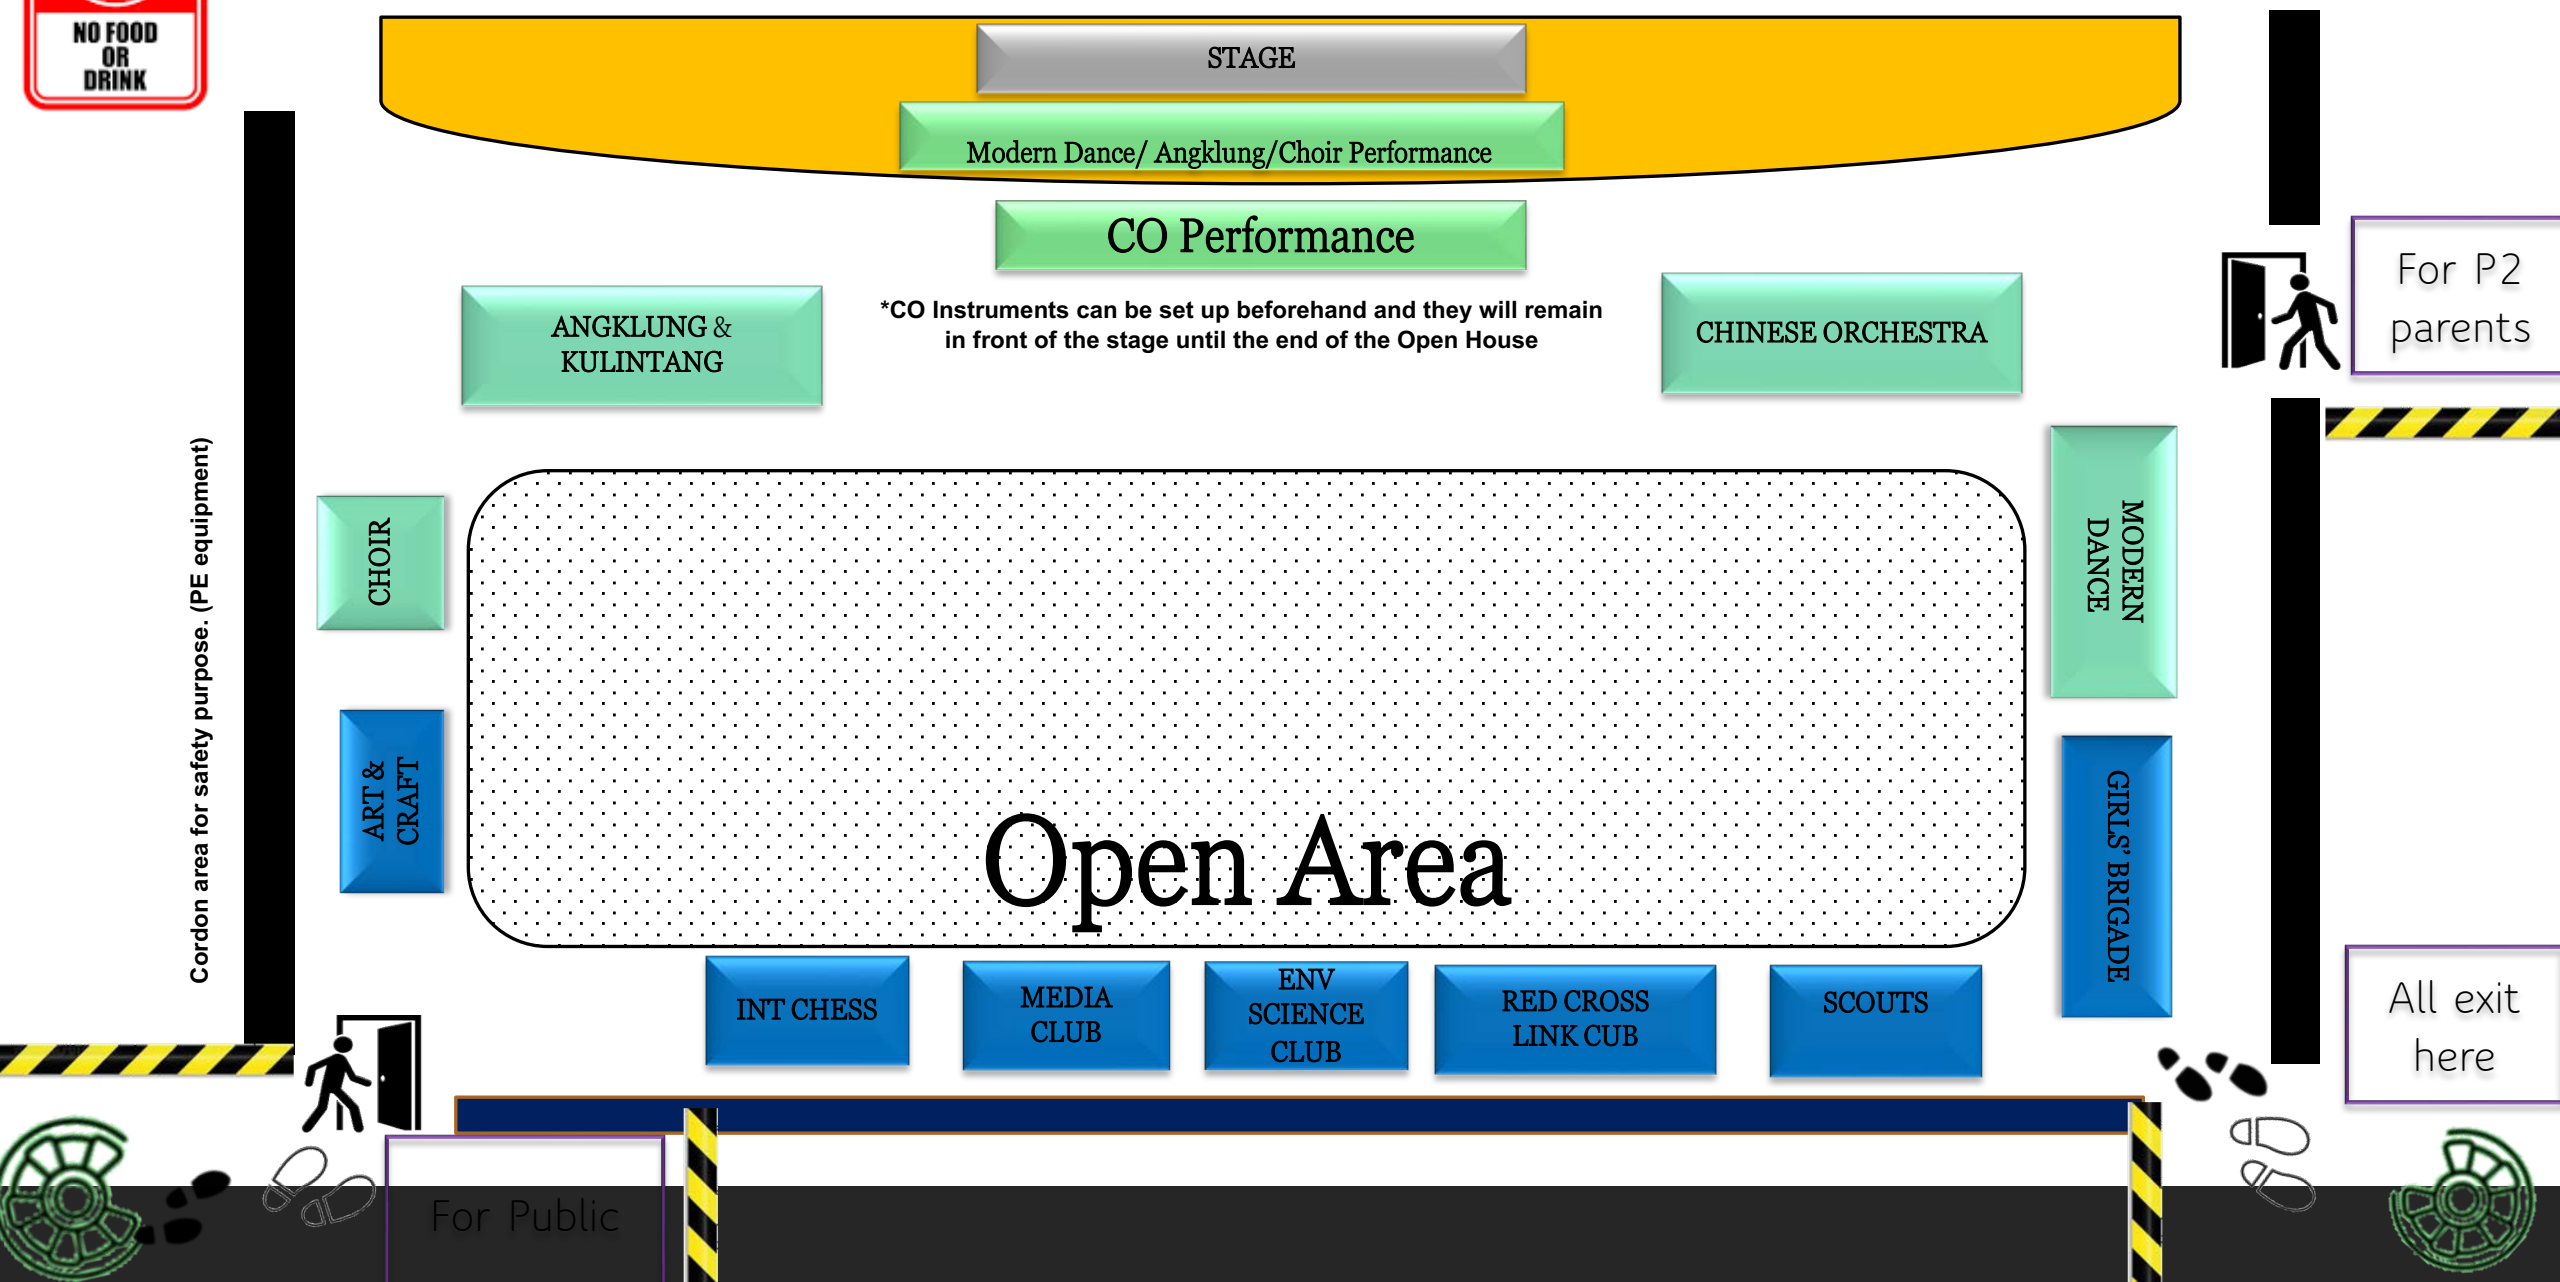 NO FOOD
OR
DRINK
STAGE
Modern Dance/ Angklung/Choir Performance
CO Performance
*CO Instruments can be set up beforehand and they will remain
in front of the stage until the end of the Open House
ANGKLUNG &
KULINTANG
CHINESE ORCHESTRA
For P2
parents
Cordon area for safety purpose. (PE equipment)
CHOIR
MODERN
DANCE
ART &
CRAFT
GIRLS' BRIGADE
Open Area
INT CHESS
MEDIA
CLUB
ENV
SCIENCE
CLUB
RED CROSS
LINK CUB
SCOUTS
All exit
here
For Public